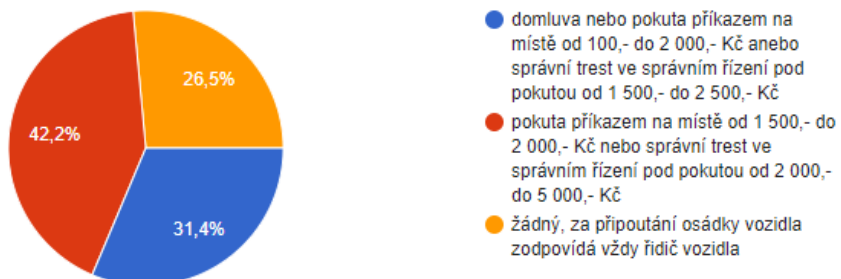 26,5%
42,2%
31,4%
domluva nebo pokuta příkazem na
místě od 100,- do 2 000,- Kč anebo
správní trest ve správním řízení pod
pokutou od 1 500,- do 2 500,- Kč
pokuta příkazem na místě od 1 500,- do
2 000,- Kč nebo správní trest ve
správním řízení pod pokutou od 2 000,-
do 5 000,- Kč
žádný, za připoutání osádky vozidla
zodpovídá vždy řidič vozidla